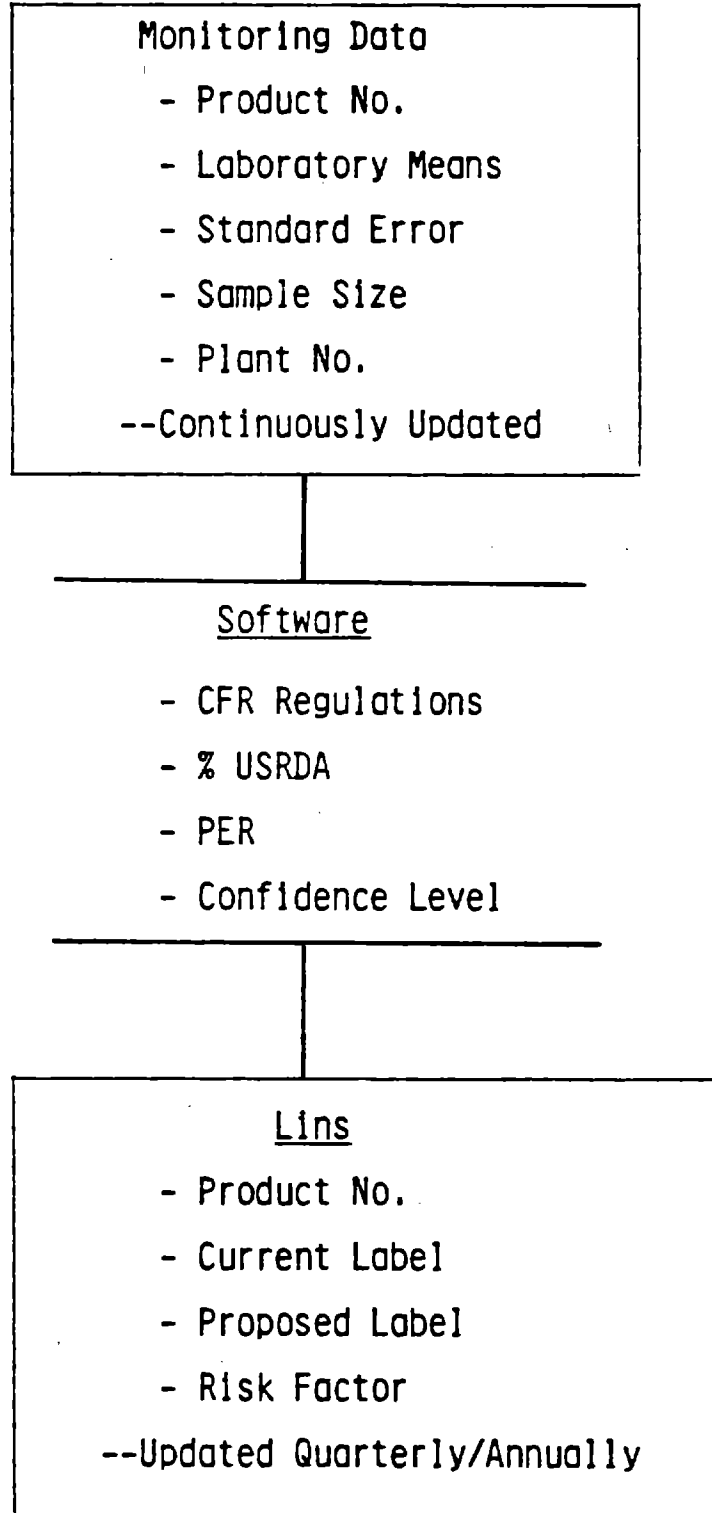 Monitoring Data
- Product No.
- Laboratory Means
- Standard Error
- Sample Size
- Plant No.
--Continuously Updated
Software
- CFR Regulations
- % USRDA
- PER
- Confidence Level
Lins
- Product No.
- Current Label
- Proposed Label
- Risk Factor
--Updated Quarterly/Annually